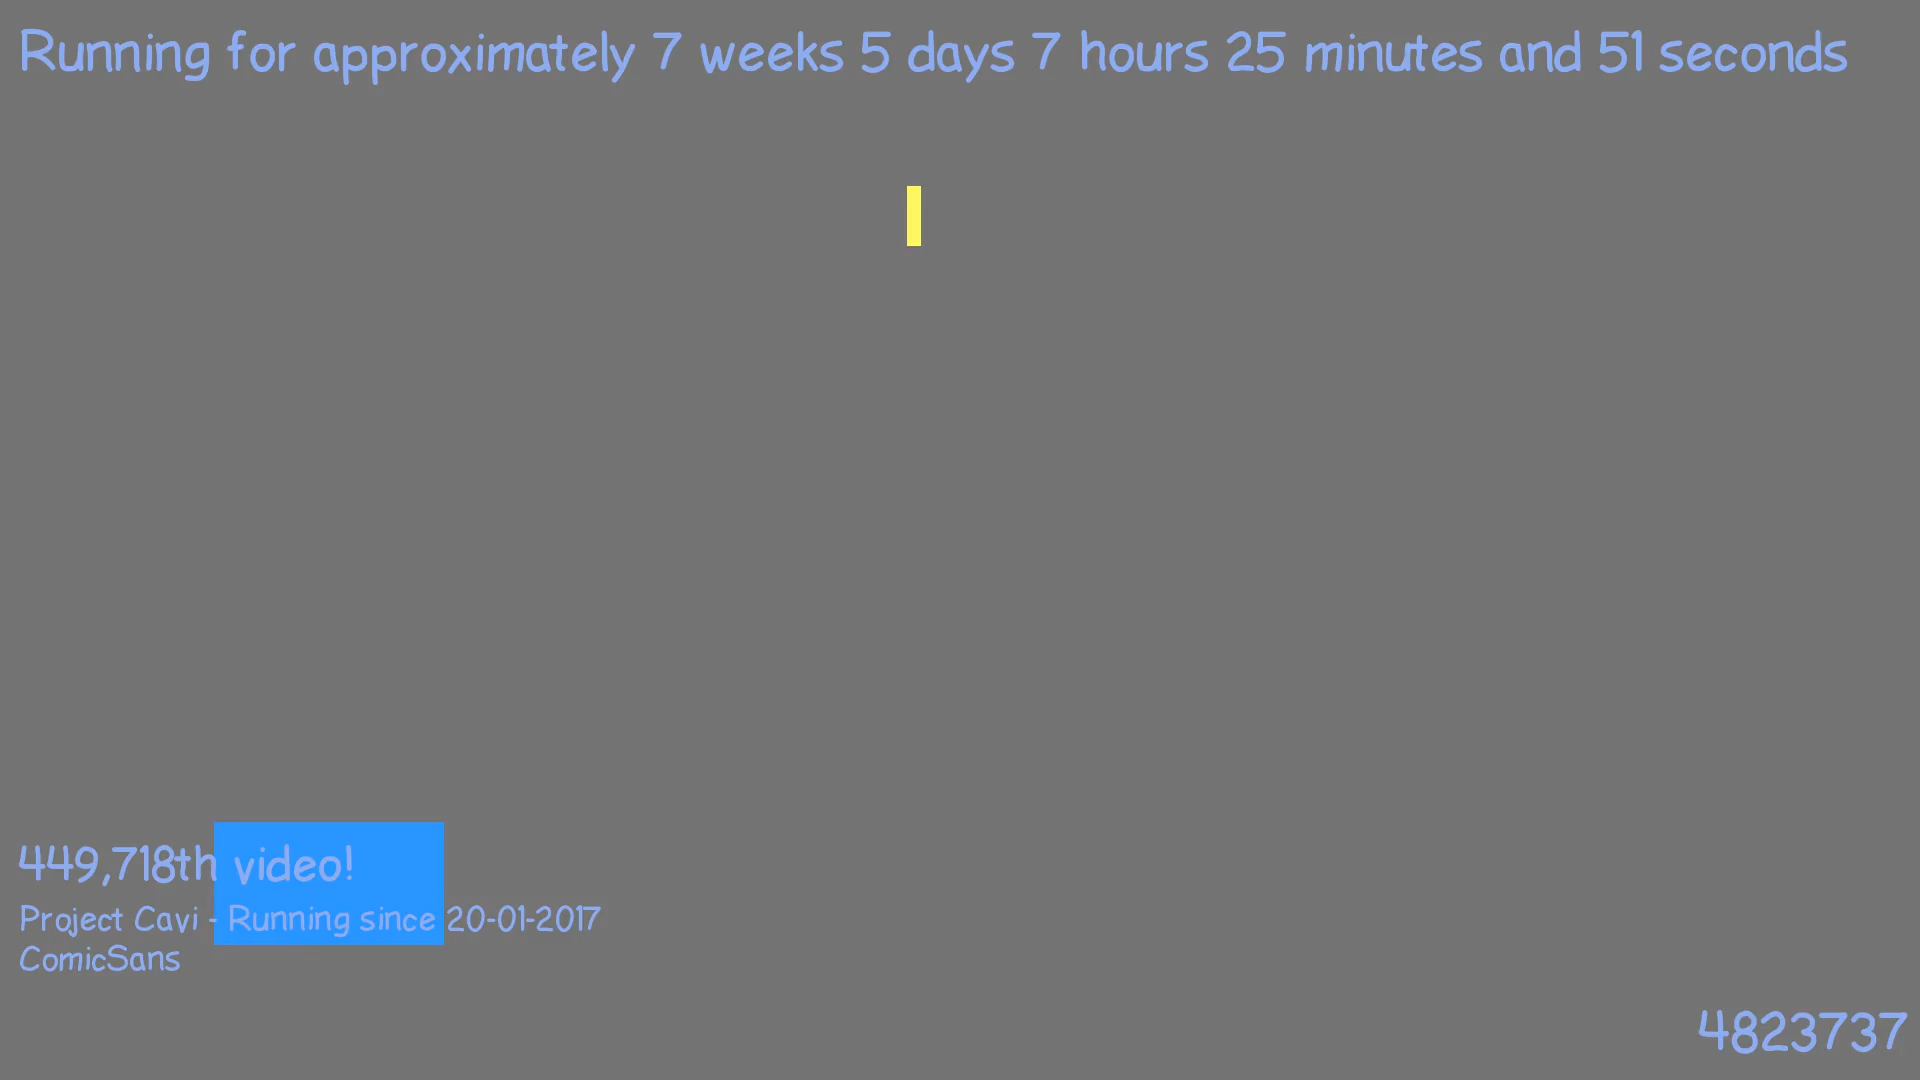 Running for approximately 7 weeks 5 days 7 hours 25 minutes and 51 seconds
449,718th video!
Project Cavi - Running since 20-01-2017
ComicSans
4823737